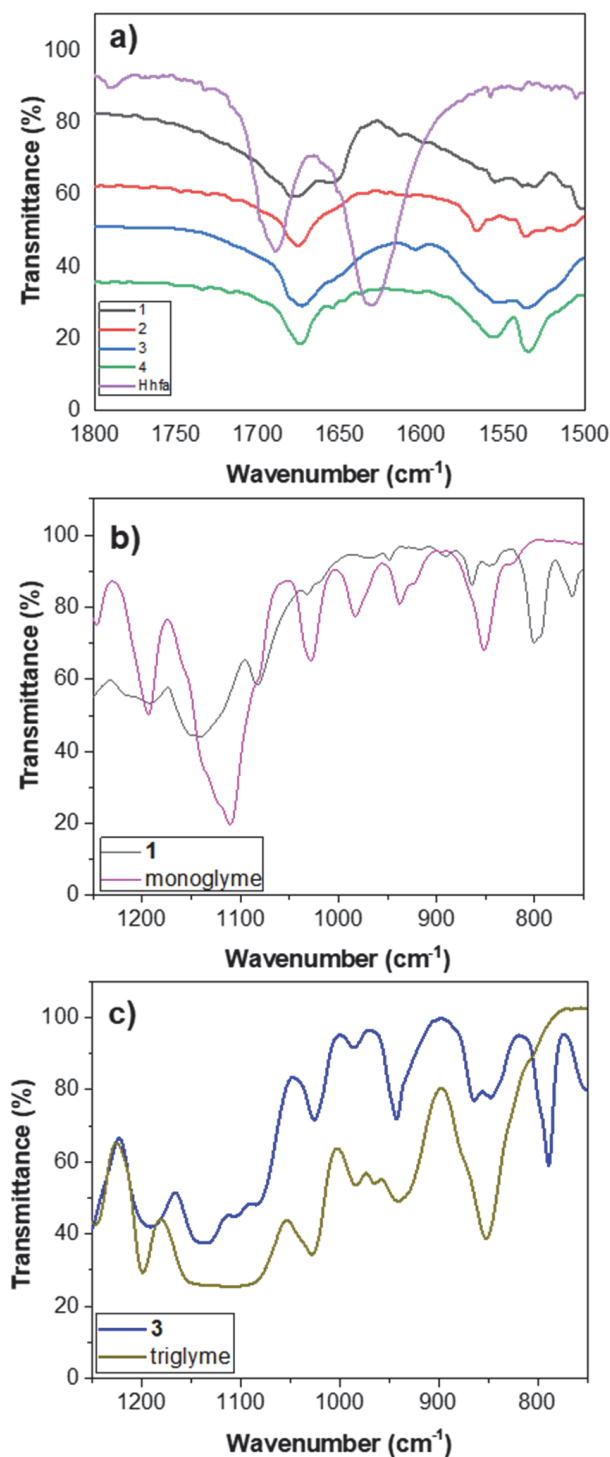 a)
100
80
60
40
20
0
Transmittance (%)
1
2
3
4
Hhfa
1800 1750 1700 1650 1600 1550 1500
Wavenumber (cm-1)
b)
100
80
60
40
20
0
Transmittance (%)
1
monoglyme
1200 1100 1000 900 800
Wavenumber (cm-1)
c)
100
80
60
40
20
0
Transmittance (%)
3
triglyme
1200 1100 1000 900 800
Wavenumber (cm-1)